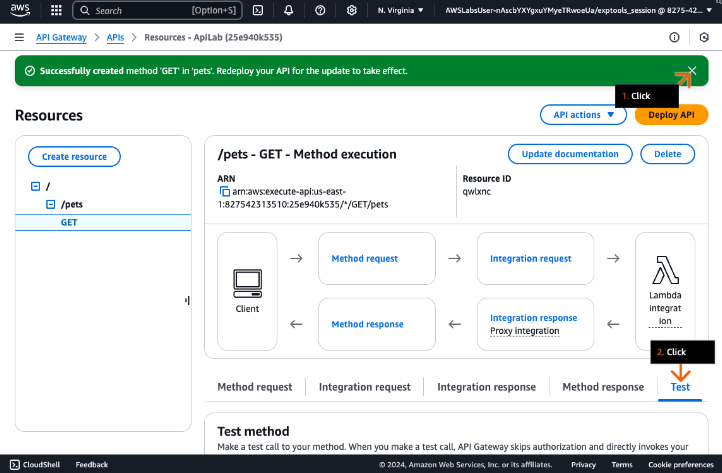 aws
Search [Option+S] N. Virginia AWSLabsUser-nAscbYXYgxuYMyeTRwoeUa/exptools_session @ 8275-42...
API Gateway > APIs > Resources - ApiLab (25e940k535)
Successfully created method 'GET' in 'pets'. Redeploy your API for the update to take effect.
1. Click
Resources
API actions
Deploy API
Create resource
/
/pets
GET
/pets - GET - Method execution
Update documentation
Delete
ARN
arn:aws:execute-api:us-east-
1:827542313510:25e940k535/*/GET/pets
Resource ID
qwlxnc
Client
Method request
Integration request
Method response
Integration response
Proxy integration
Lambda
integrat
ion
2. Click
Method request
Integration request
Integration response
Method response
Test
Test method
Make a test call to your method. When you make a test call, API Gateway skips authorization and directly invokes your
CloudShell Feedback © 2024, Amazon Web Services, Inc. or its affiliates. Privacy Terms Cookie preferences